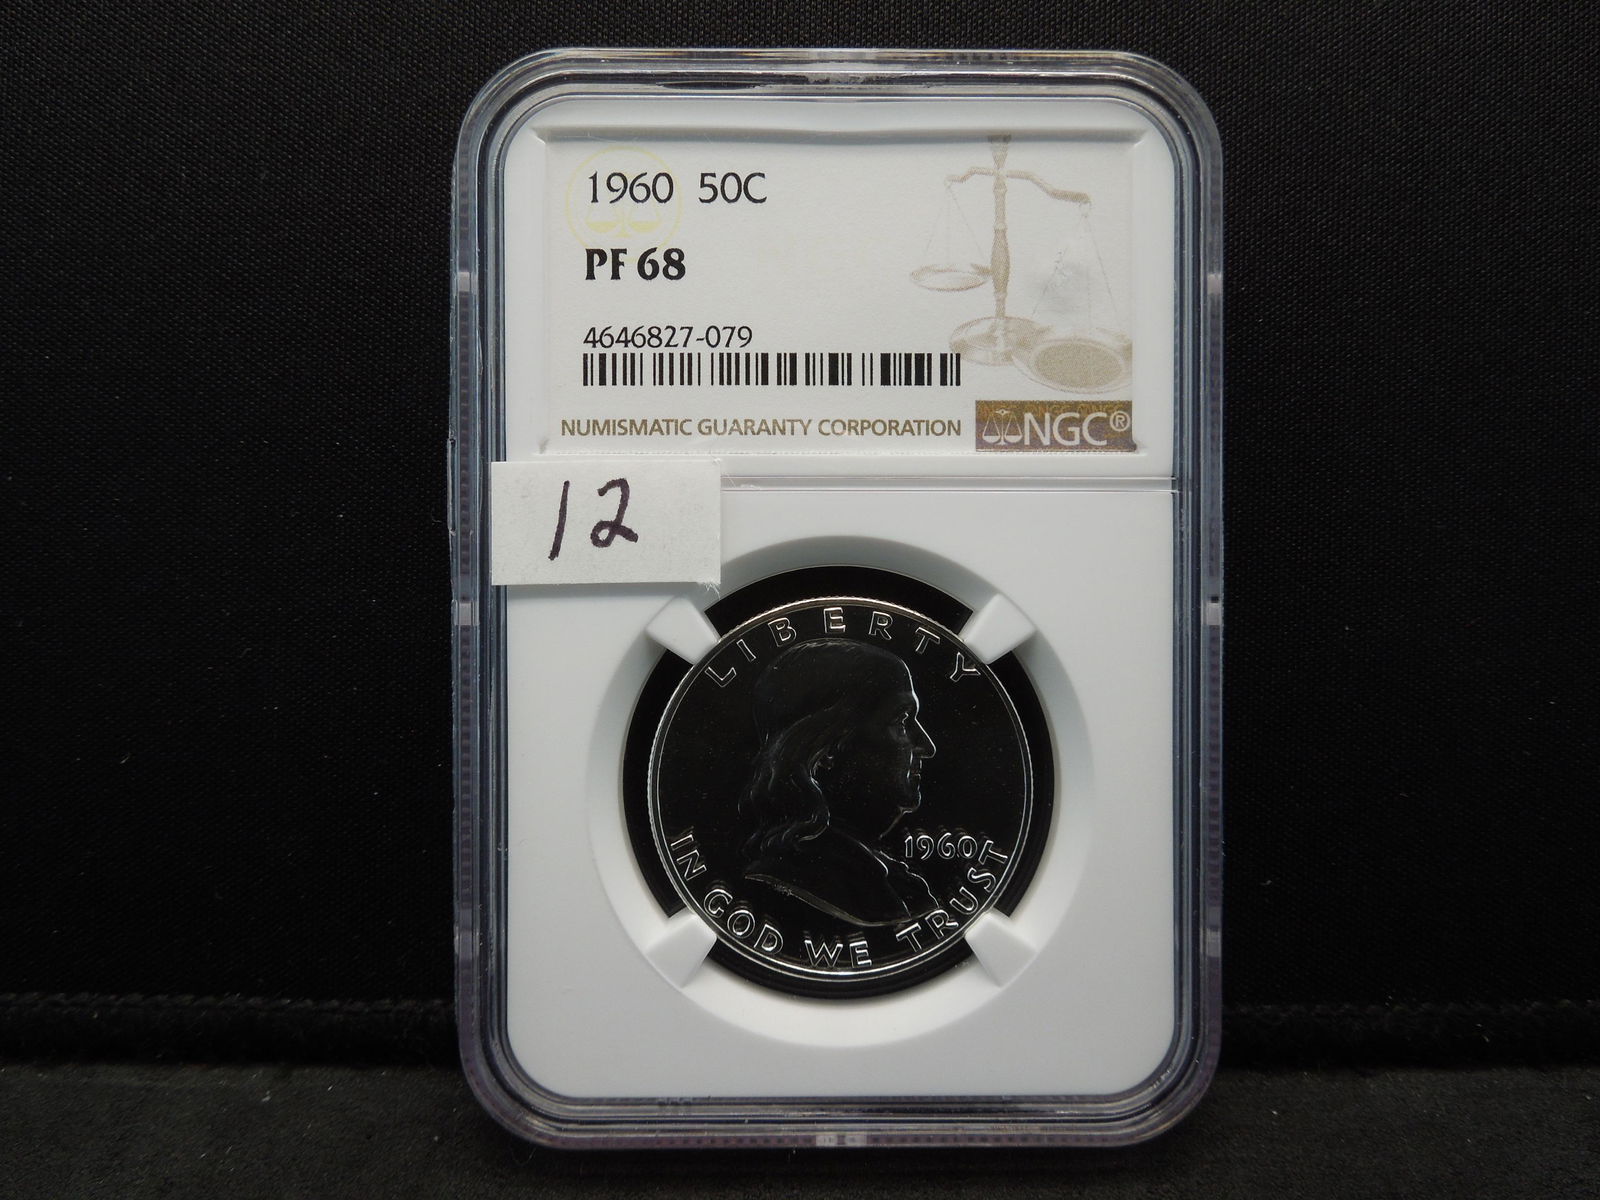 1960 50C
PF 68
4646827-079
NUMISMATIC GUARANTY CORPORATION
NGC®
12
LIBERTY
1960
IN GOD WE TRUST